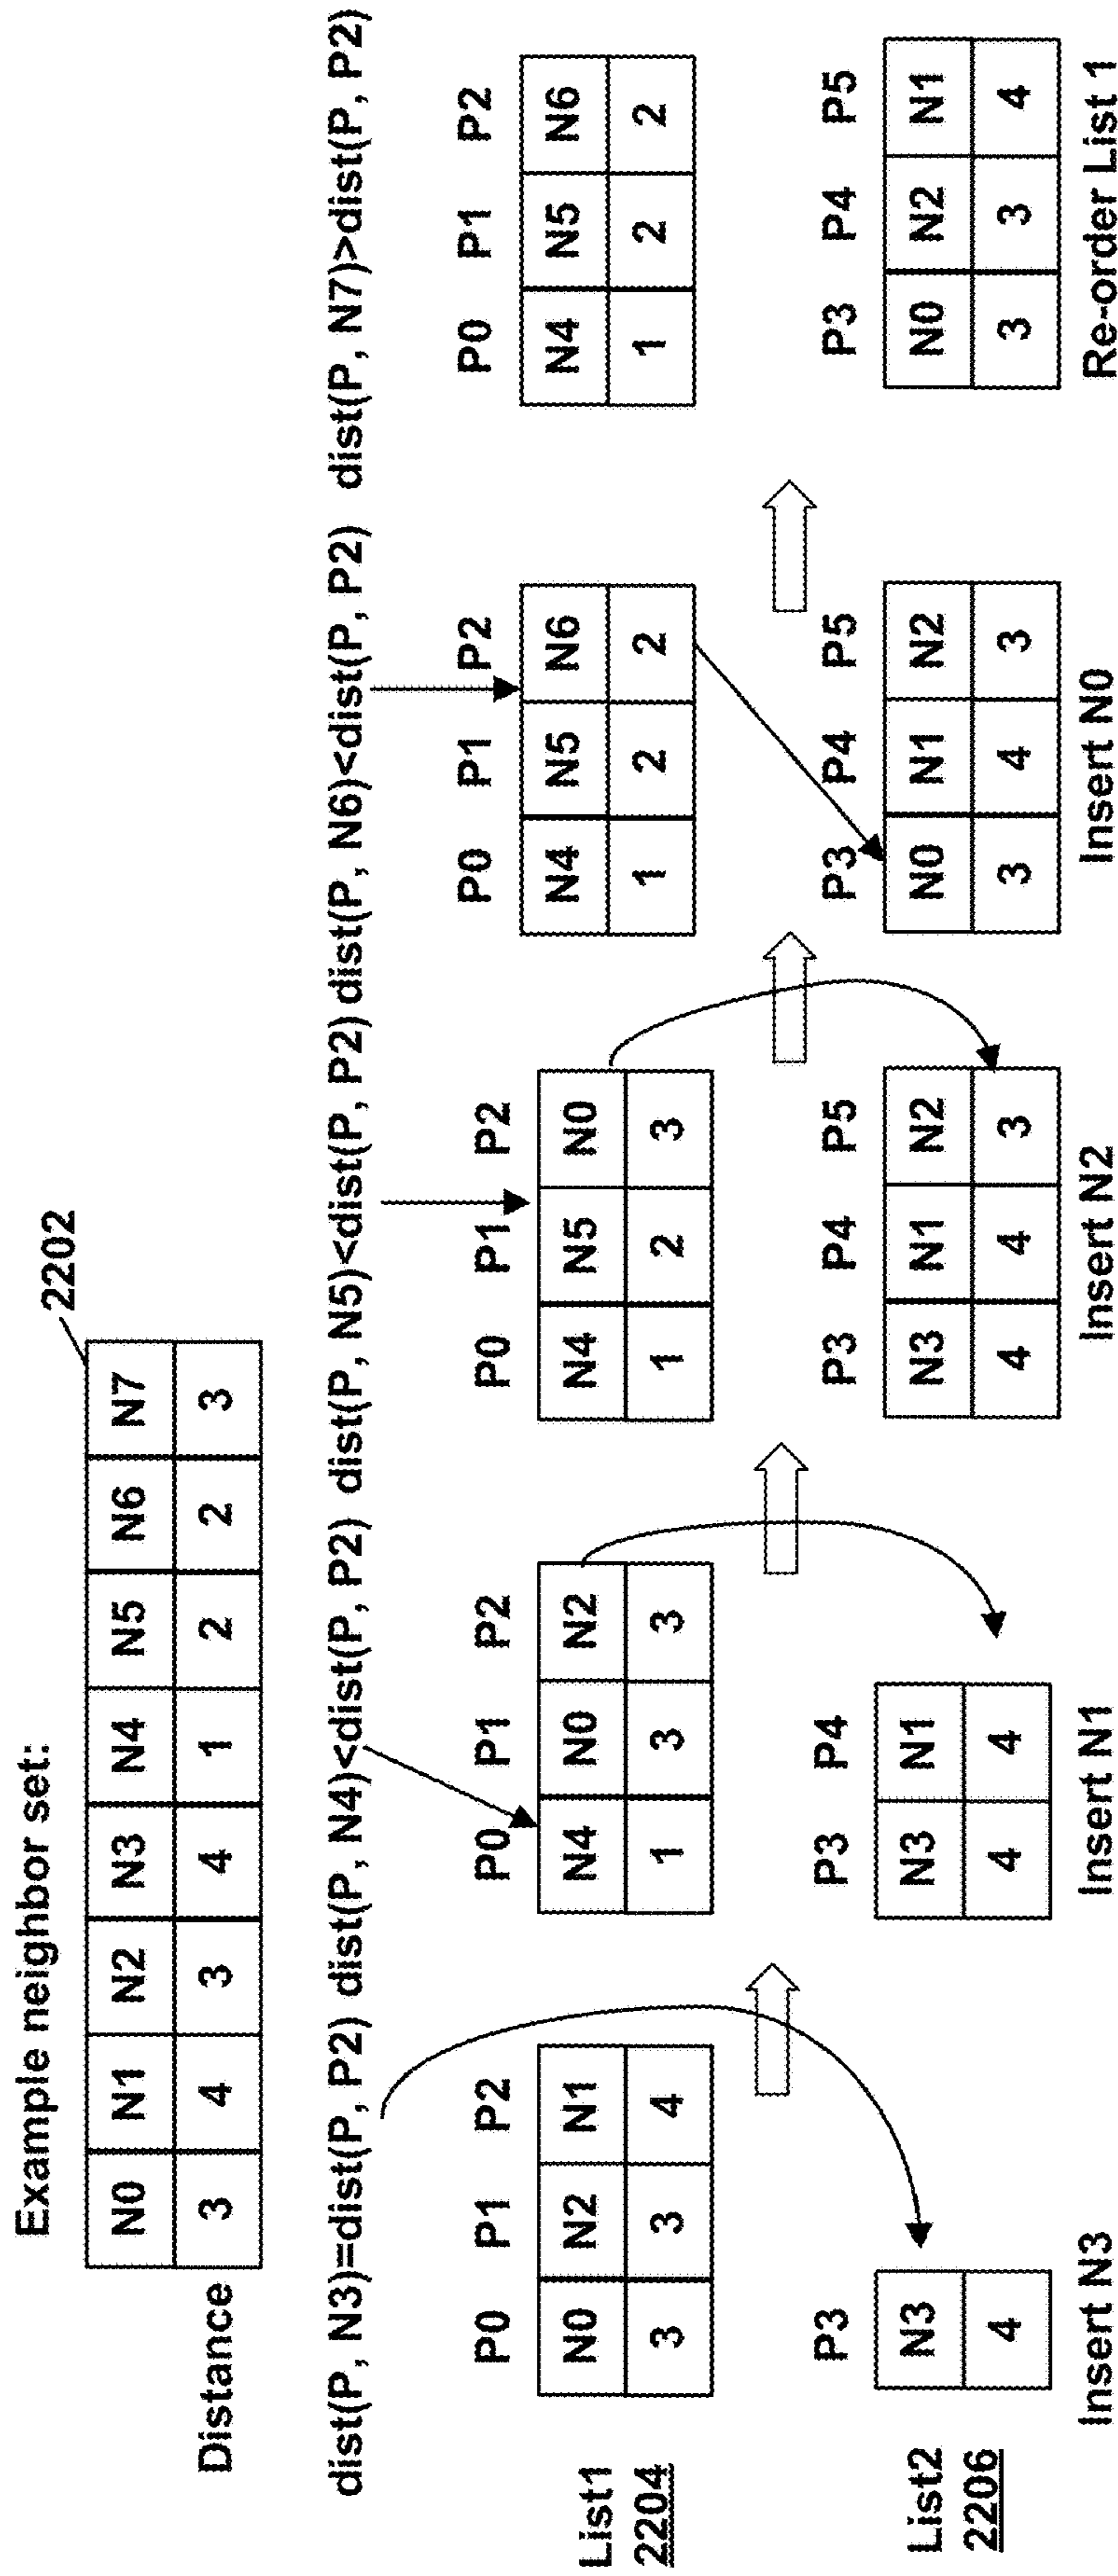 Example neighbor set:
2202
N0 N1 N2 N3 N4 N5 N6 N7
Distance 3 4 3 4 1 2 2 3
dist(P, N3)=dist(P, P2) dist(P, N4)<dist(P, P2) dist(P, N5)<dist(P, P2) dist(P, N6)<dist(P, P2) dist(P, N7)>dist(P, P2)
List1
2204
P0 P1 P2
N0 N2 N1
3 3 4
P0 P1 P2
N4 N0 N2
1 3 3
P0 P1 P2
N4 N5 N0
1 2 3
P0 P1 P2
N4 N5 N6
1 2 2
P0 P1 P2
N4 N5 N6
1 2 2
List2
2206
P3
N3
4
Insert N3
P3 P4
N3 N1
4 4
Insert N1
P3 P4 P5
N3 N1 N2
4 4 3
Insert N2
P3 P4 P5
N0 N1 N2
3 4 3
Insert N0
P3 P4 P5
N0 N2 N1
3 3 4
Re-order List 1